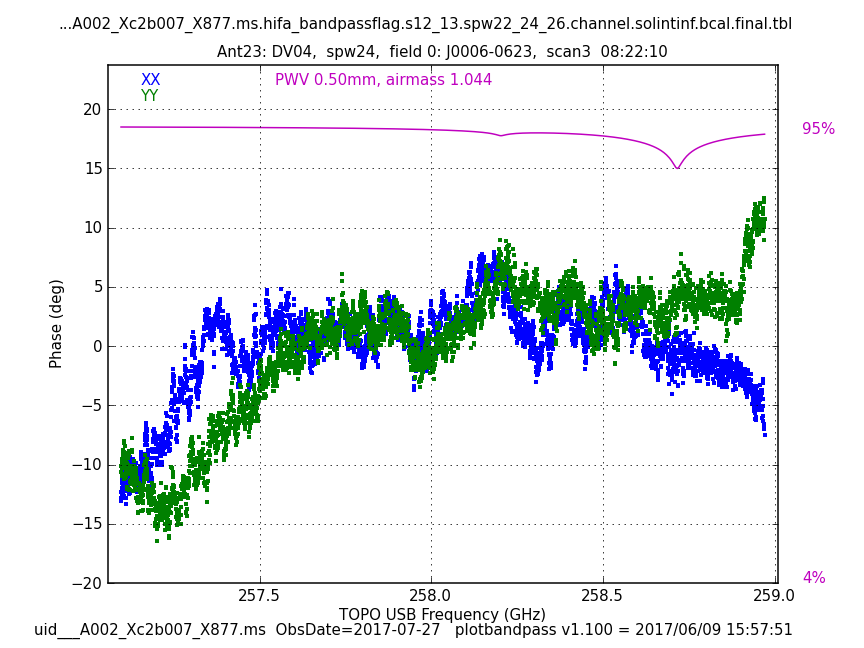 ...A002_Xc2b007_X877.ms.hifa_bandpassflag.s12_13.spw22_24_26.channel.solintinf.bcal.final.tbl
Ant23: DV04, spw24, field 0: J0006-0623, scan3 08:22:10
XX
PWV 0.50mm, airmass 1.044
YY
95%
4%
Phase (deg)
20
15
10
5
0
−5
−10
−15
−20
257.5 258.0 258.5 259.0
TOPO USB Frequency (GHz)
uid___A002_Xc2b007_X877.ms ObsDate=2017-07-27 plotbandpass v1.100 = 2017/06/09 15:57:51